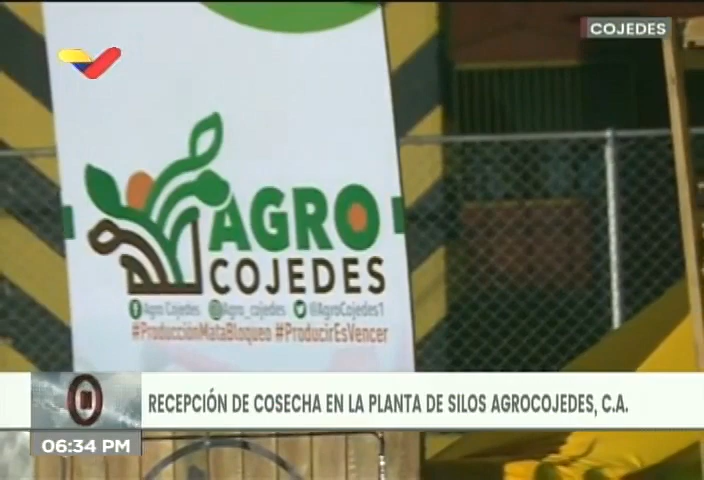 COJEDES
AGRO
COJEDES
Agro Cojedes Agro_cojedes @AgroCojedes1
#ProducciónMataBloqueo #ProducirEsVencer
RECEPCIÓN DE COSECHA EN LA PLANTA DE SILOS AGROCOJEDES, C.A.
06:34 PM